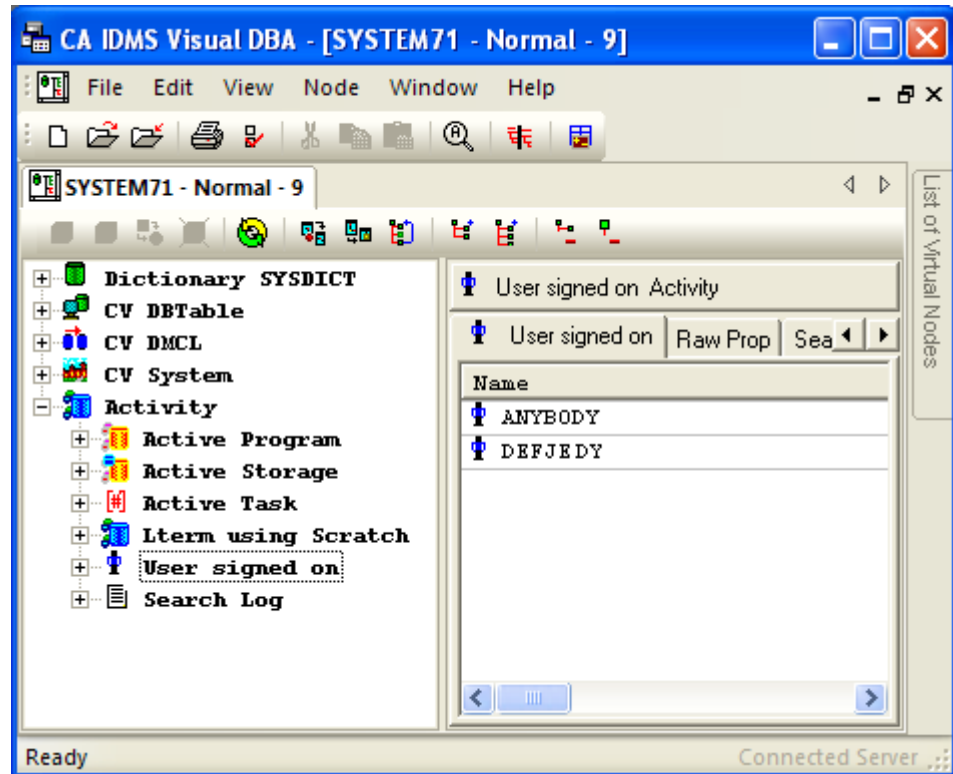 CA IDMS Visual DBA - [SYSTEM71 - Normal - 9]
File Edit View Node Window Help
SYSTEM71 - Normal - 9
List of Virtual Nodes
Dictionary SYSDICT
CV DBTable
CV DMCL
CV System
Activity
Active Program
Active Storage
Active Task
Lterm using Scratch
User signed on
Search Log
User signed on Activity
User signed on Raw Prop Sea
Name
ANYBODY
DEFJEDY
Ready Connected Server